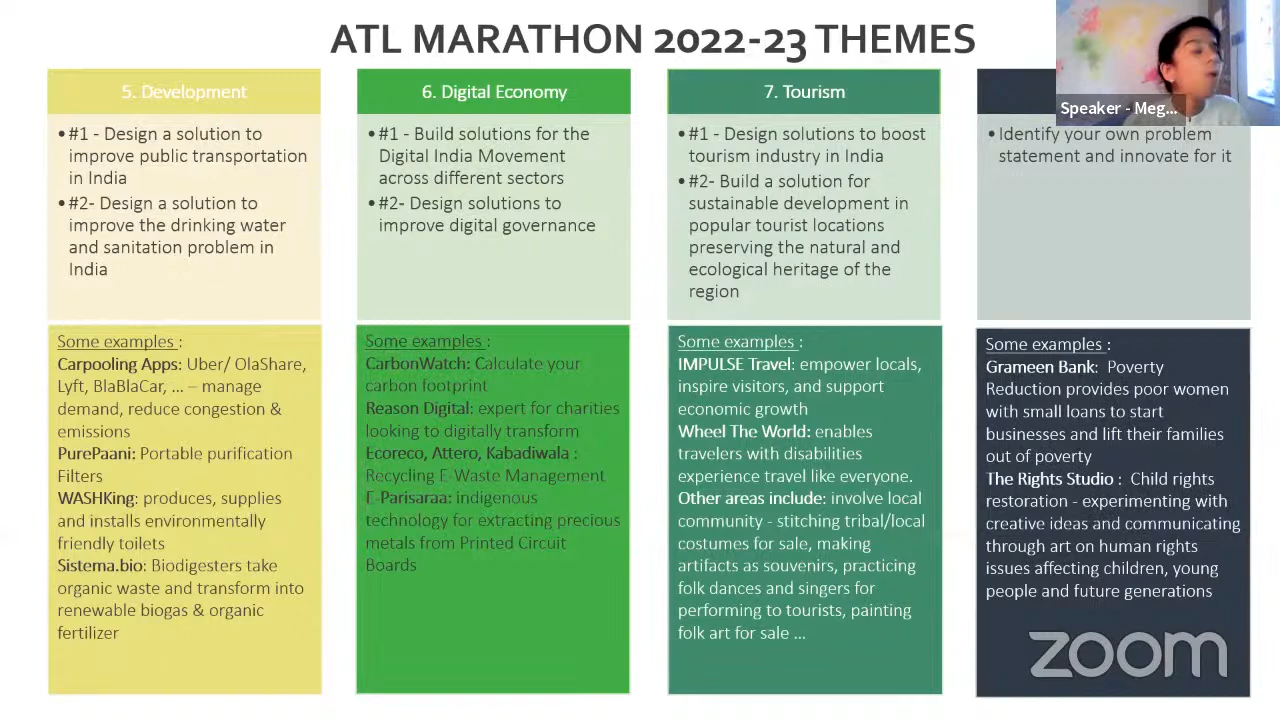 ATL MARATHON 2022-23 THEMES
Speaker - Meg...
5. Development
• #1 - Design a solution to
improve public transportation
in India
• #2- Design a solution to
improve the drinking water
and sanitation problem in
India
Some examples :
Carpooling Apps: Uber/ OlaShare,
Lyft, BlaBlaCar, ... – manage
demand, reduce congestion &
emissions
PurePaani: Portable purification
Filters
WASHKing: produces, supplies
and installs environmentally
friendly toilets
Sistema.bio: Biodigesters take
organic waste and transform into
renewable biogas & organic
fertilizer
6. Digital Economy
• #1 - Build solutions for the
Digital India Movement
across different sectors
• #2- Design solutions to
improve digital governance
Some examples :
CarbonWatch: Calculate your
carbon footprint
Reason Digital: expert for charities
looking to digitally transform
Ecoreco, Attero, Kabadiwala :
Recycling E-Waste Management
E-Parisaraa: indigenous
technology for extracting precious
metals from Printed Circuit
Boards
7. Tourism
• #1 - Design solutions to boost
tourism industry in India
• #2- Build a solution for
sustainable development in
popular tourist locations
preserving the natural and
ecological heritage of the
region
Some examples :
IMPULSE Travel: empower locals,
inspire visitors, and support
economic growth
Wheel The World: enables
travelers with disabilities
experience travel like everyone.
Other areas include: involve local
community - stitching tribal/local
costumes for sale, making
artifacts as souvenirs, practicing
folk dances and singers for
performing to tourists, painting
folk art for sale ...
• Identify your own problem
statement and innovate for it
Some examples :
Grameen Bank: Poverty
Reduction provides poor women
with small loans to start
businesses and lift their families
out of poverty
The Rights Studio : Child rights
restoration - experimenting with
creative ideas and communicating
through art on human rights
issues affecting children, young
people and future generations
zoom